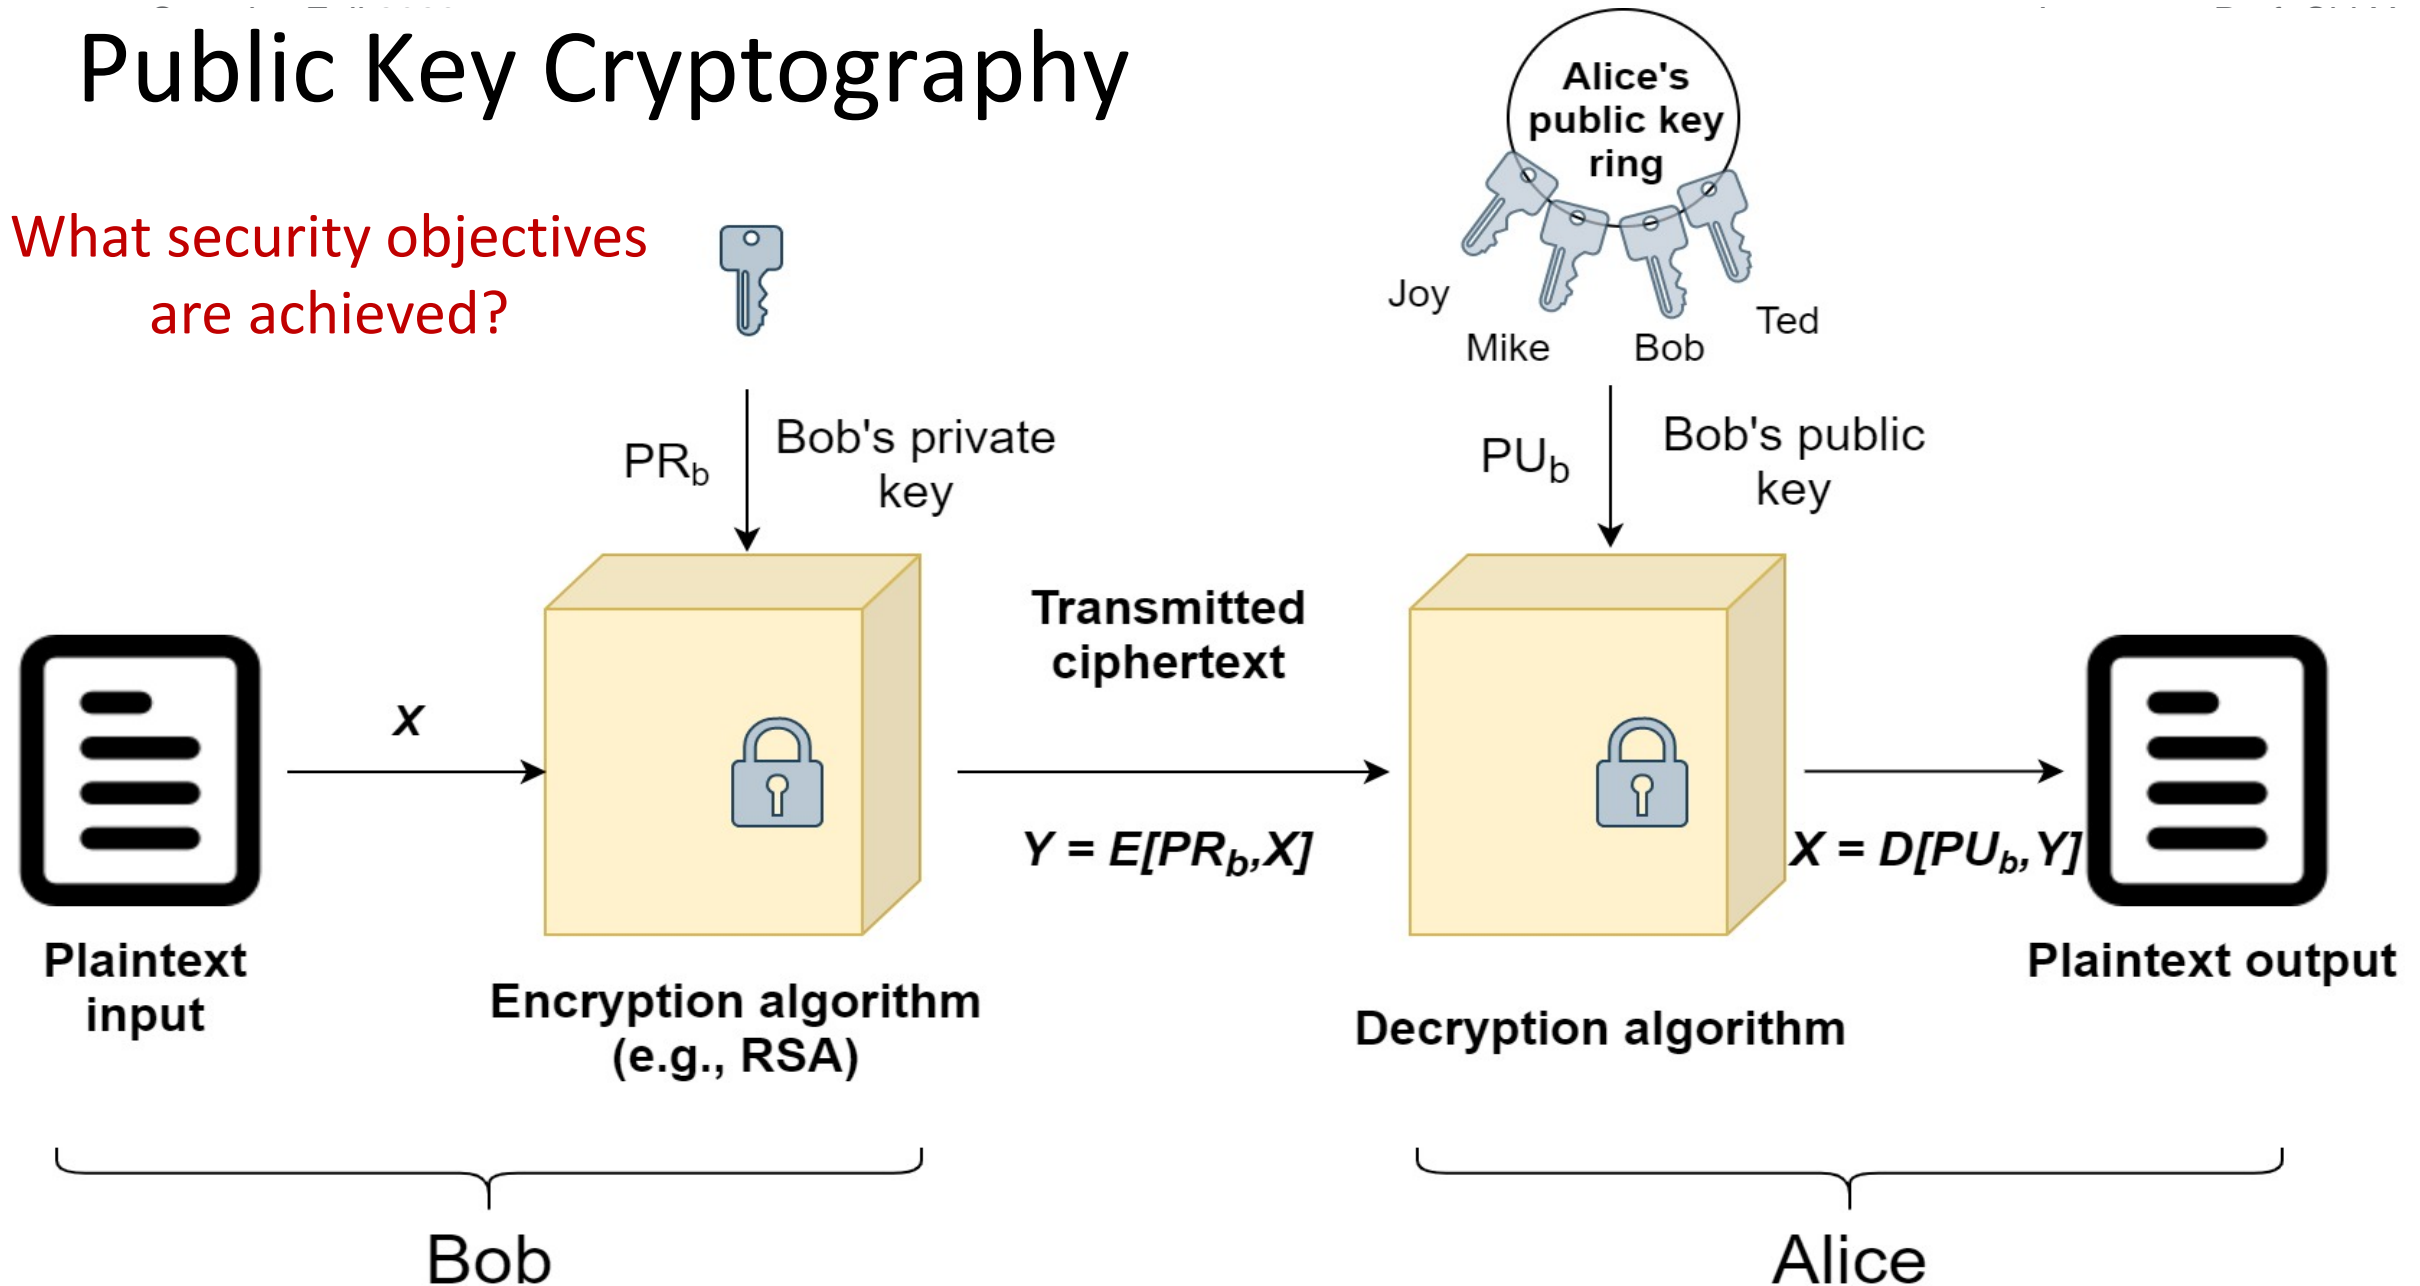 Public Key Cryptography
What security objectives
are achieved?
Alice's
public key
ring
Joy
Mike
Bob
Ted
PRb
Bob's private
key
PUb
Bob's public
key
X
Transmitted
ciphertext
Y = E[PRb,X]
X = D[PUb,Y]
Plaintext
input
Encryption algorithm
(e.g., RSA)
Decryption algorithm
Plaintext output
Bob
Alice